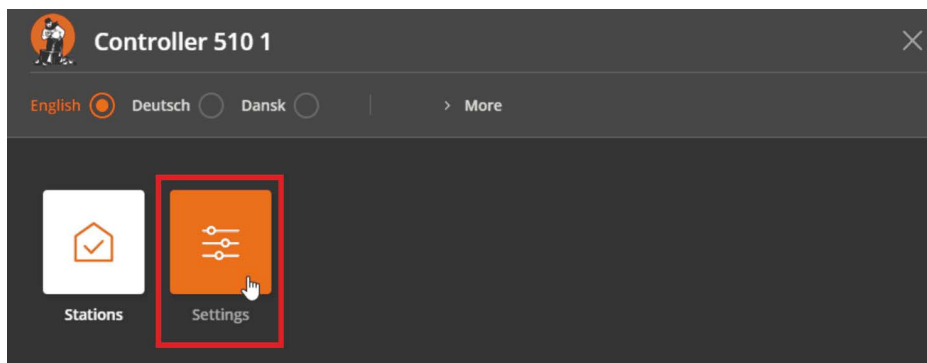 Controller 510 1
English Deutsch Dansk > More
Stations Settings